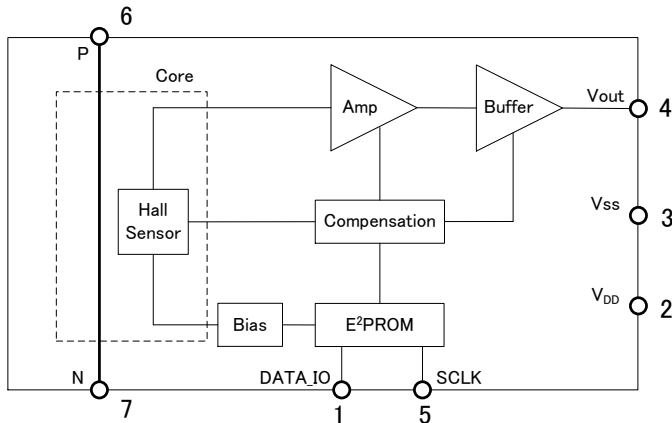 6
P
Core
Amp
Buffer
Vout
4
Hall
Sensor
Compensation
Vss
3
VDD
2
Bias
E²PROM
N
DATA_IO
SCLK
7
1
5